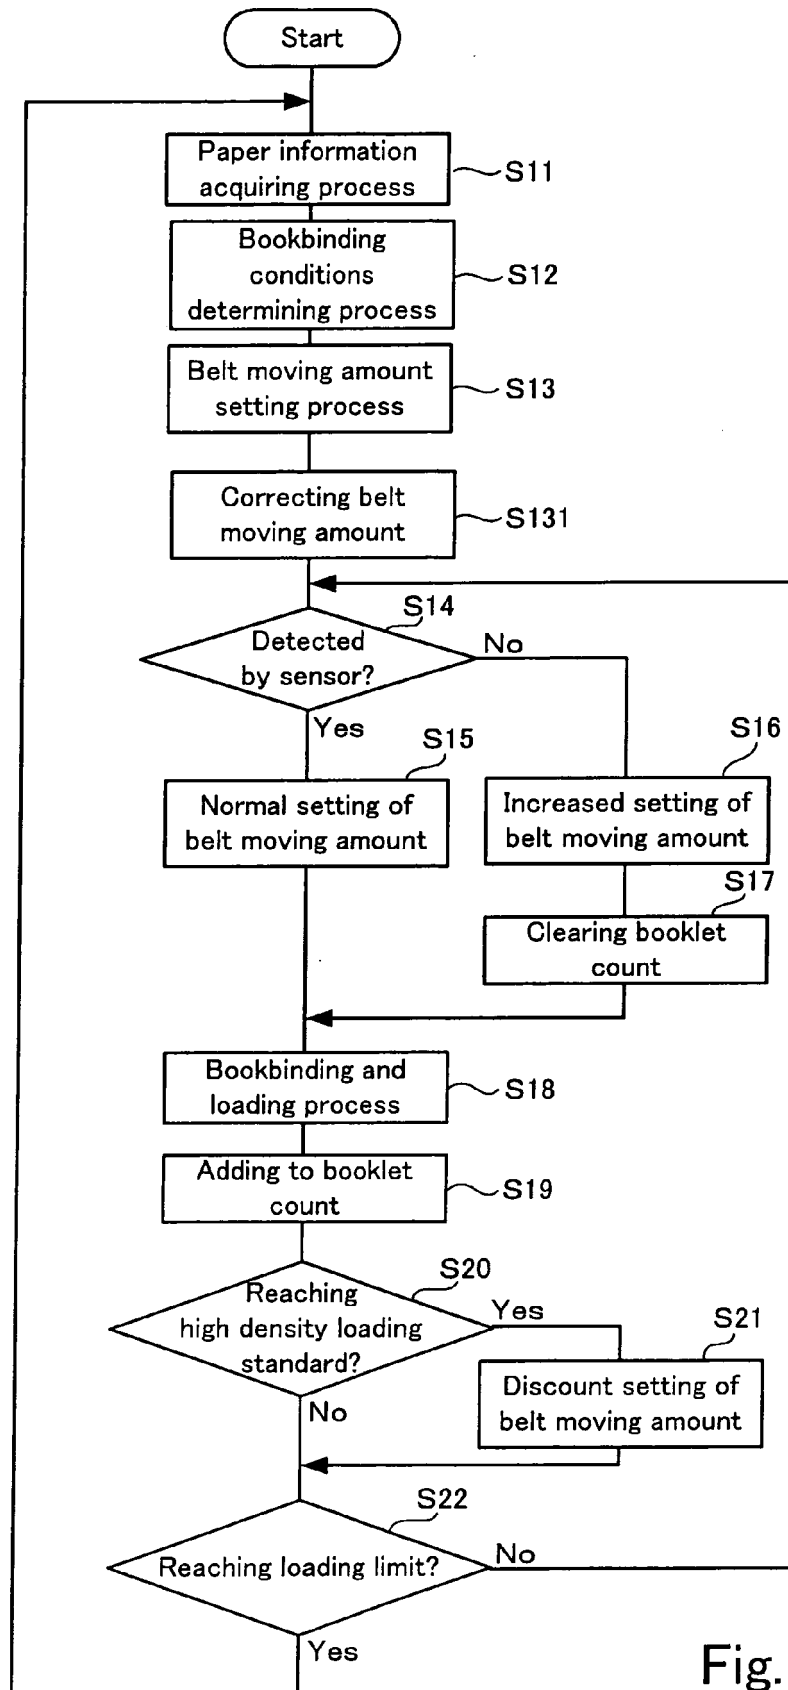 Start
Paper information
acquiring process
S11
Bookbinding
conditions
determining process
S12
Belt moving amount
setting process
S13
Correcting belt
moving amount
S131
S14
Detected
by sensor?
No
Yes
S15
Normal setting of
belt moving amount
S16
Increased setting of
belt moving amount
S17
Clearing booklet
count
Bookbinding and
loading process
S18
Adding to booklet
count
S19
S20
Reaching
high density loading
standard?
Yes
No
S21
Discount setting of
belt moving amount
S22
Reaching loading limit?
No
Yes
Fig.